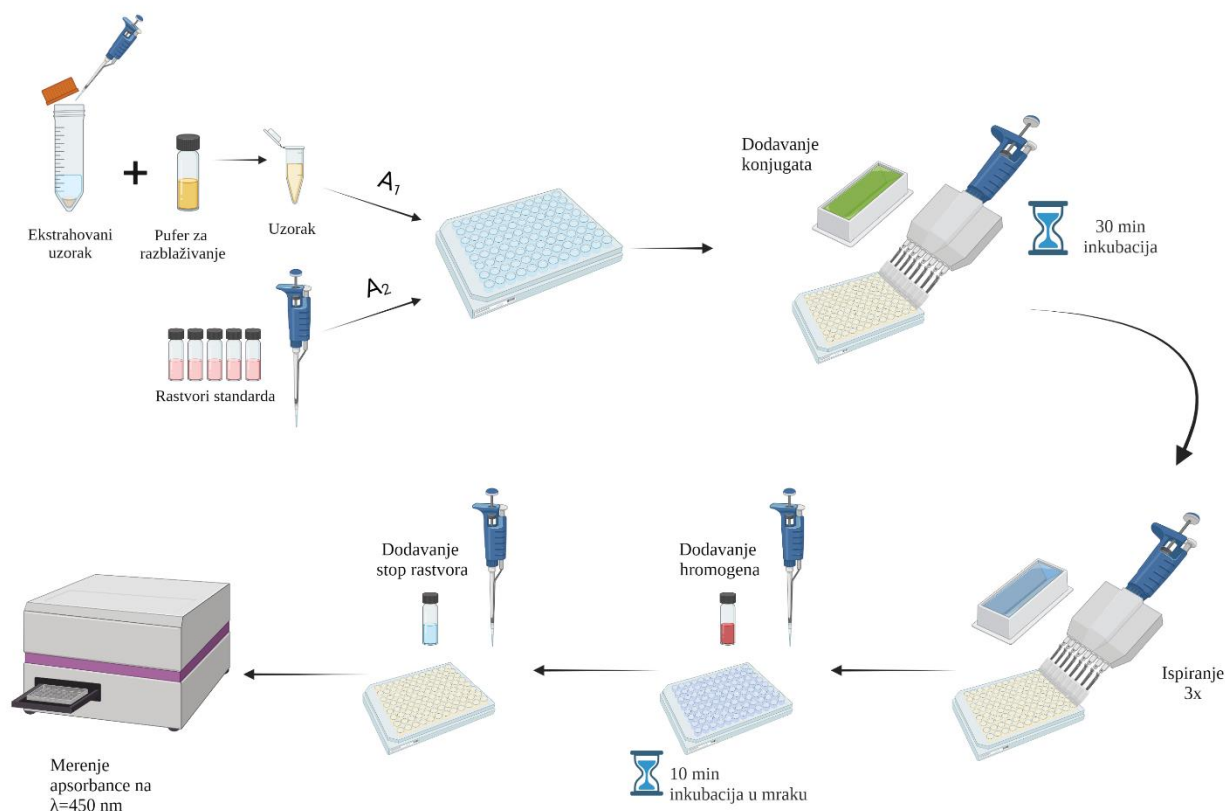 Ekstrahovani
uzorak
+
Pufer za
razblaživanje
Uzorak
A1
A2
Rastvori standarda
Dodavanje
konjugata
30 min
inkubacija
Ispiranje
3x
Dodavanje
hromogena
10 min
inkubacija u mraku
Dodavanje
stop rastvora
Merenje
apsorbance na
λ=450 nm